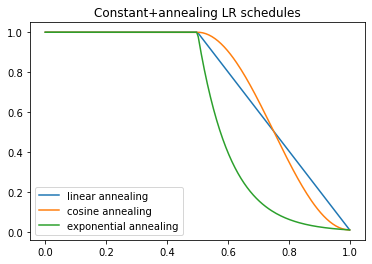 Constant+annealing LR schedules
1.0
0.8
0.6
0.4
0.2
0.0
linear annealing
cosine annealing
exponential annealing
0.0 0.2 0.4 0.6 0.8 1.0